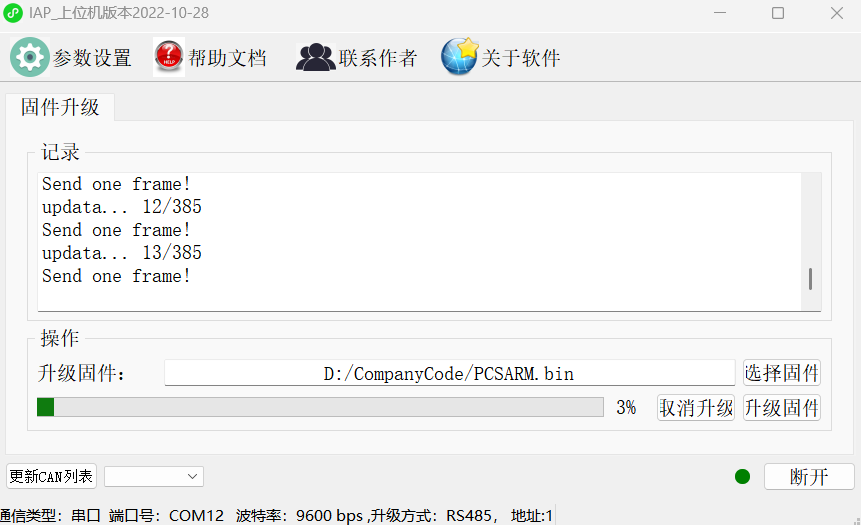 IAP_上位机版本2022-10-28
参数设置 帮助文档 联系作者 关于软件
固件升级
记录
Send one frame!
updata... 12/385
Send one frame!
updata... 13/385
Send one frame!
操作
升级固件: D:/CompanyCode/PCSARM.bin 选择固件
3% 取消升级 升级固件
更新CAN列表 断开
通信类型：串口 端口号：COM12 波特率：9600 bps ,升级方式：RS485， 地址:1